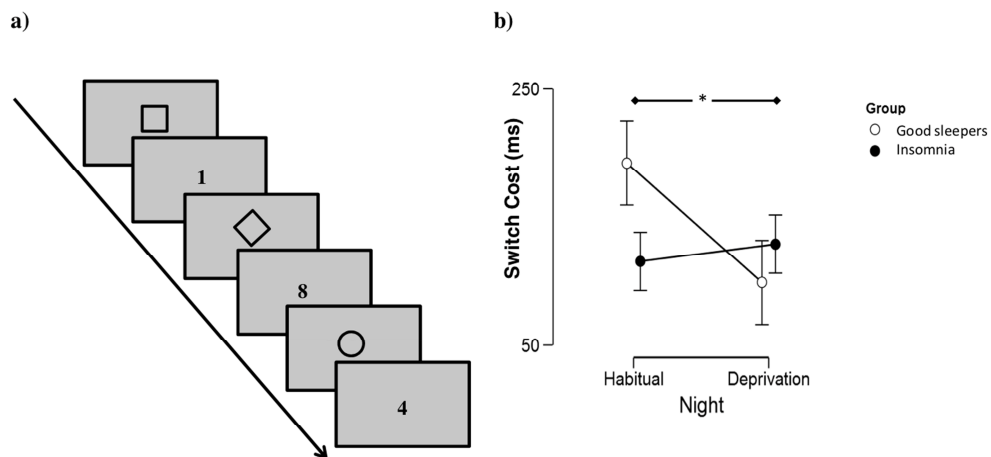 a)
1
8
4
b)
Switch Cost (ms)
250
50
*
Habitual
Deprivation
Night
Group
Good sleepers
Insomnia